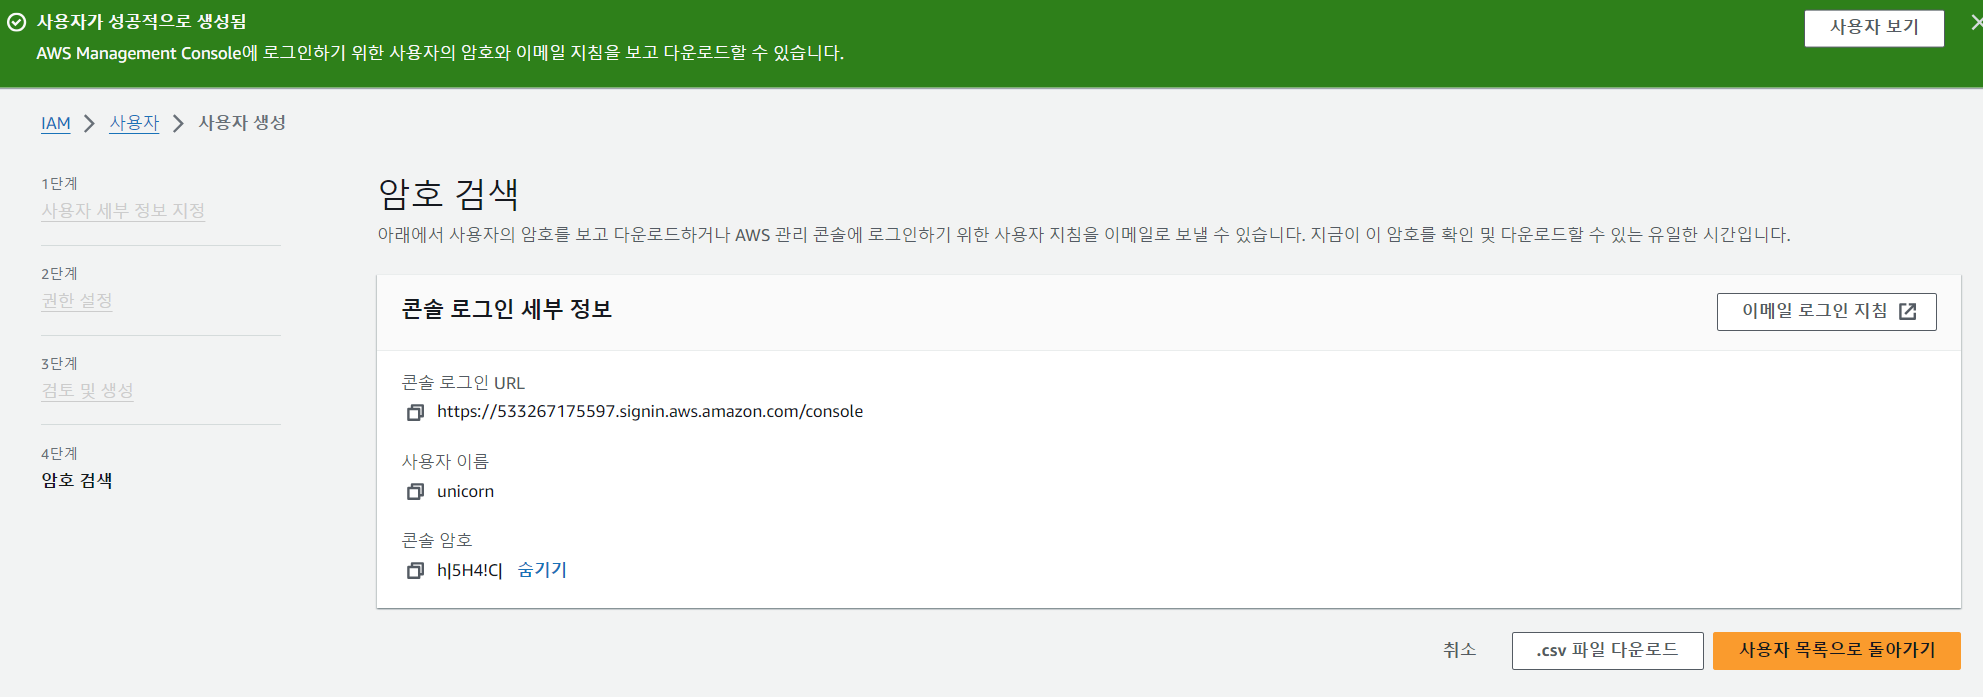 사용자가 성공적으로 생성됨
AWS Management Console에 로그인하기 위한 사용자의 암호와 이메일 지침을 보고 다운로드할 수 있습니다.
사용자 보기
IAM > 사용자 > 사용자 생성
1단계
사용자 세부 정보 지정
2단계
권한 설정
3단계
검토 및 생성
4단계
암호 검색
암호 검색
아래에서 사용자의 암호를 보고 다운로드하거나 AWS 관리 콘솔에 로그인하기 위한 사용자 지침을 이메일로 보낼 수 있습니다. 지금이 이 암호를 확인 및 다운로드할 수 있는 유일한 시간입니다.
콘솔 로그인 세부 정보
이메일 로그인 지침
콘솔 로그인 URL
https://533267175597.signin.aws.amazon.com/console
사용자 이름
unicorn
콘솔 암호
h|5H4!C| 숨기기
취소
.csv 파일 다운로드
사용자 목록으로 돌아가기